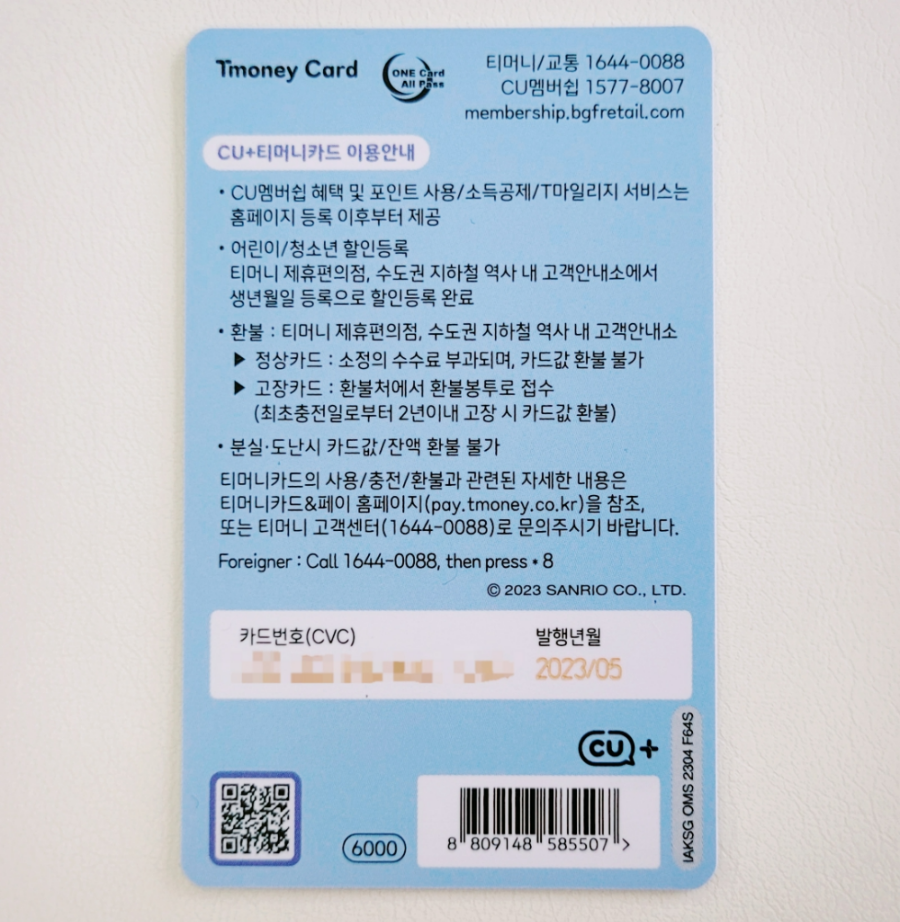 Tmoney Card
ONE Card
All Pass
티머니/교통 1644-0088
CU멤버쉽 1577-8007
membership.bgfretail.com
CU+티머니카드 이용안내
• CU멤버쉽 혜택 및 포인트 사용/소득공제/T마일리지 서비스는
홈페이지 등록 이후부터 제공
• 어린이/청소년 할인등록
티머니 제휴편의점, 수도권 지하철 역사 내 고객안내소에서
생년월일 등록으로 할인등록 완료
• 환불 : 티머니 제휴편의점, 수도권 지하철 역사 내 고객안내소
▶ 정상카드 : 소정의 수수료 부과되며, 카드값 환불 불가
▶ 고장카드 : 환불처에서 환불봉투로 접수
(최초충전일로부터 2년이내 고장 시 카드값 환불)
• 분실·도난시 카드값/잔액 환불 불가
티머니카드의 사용/충전/환불과 관련된 자세한 내용은
티머니카드&페이 홈페이지(pay.tmoney.co.kr)을 참조,
또는 티머니 고객센터(1644-0088)로 문의주시기 바랍니다.
Foreigner : Call 1644-0088, then press • 8
© 2023 SANRIO CO., LTD.
카드번호(CVC)
발행년월
2023/05
CU+
IAKSG OMS 2304 F64S
6000
8 809148 585507 >